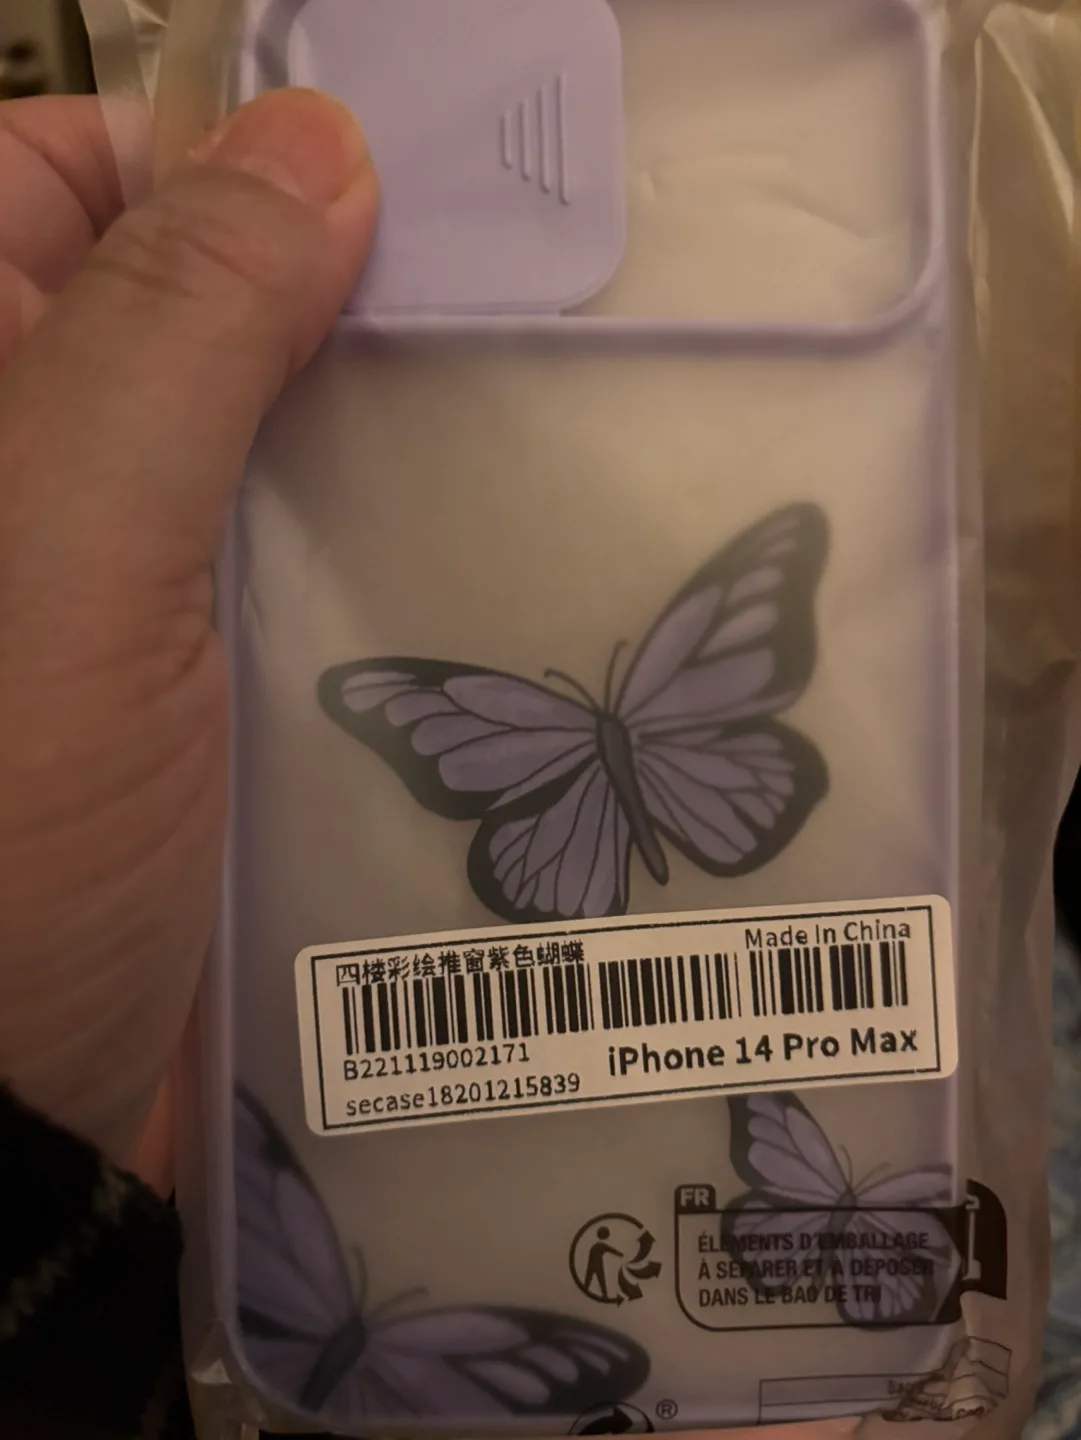 四楼彩绘推窗紫色蝴蝶
Made In China
B221119002171
iPhone 14 Pro Max
secase18201215839
FR
ÉLÉMENTS D'EMBALLAGE
À SÉPARER ET À DÉPOSER
DANS LE BAC DE TRI
®